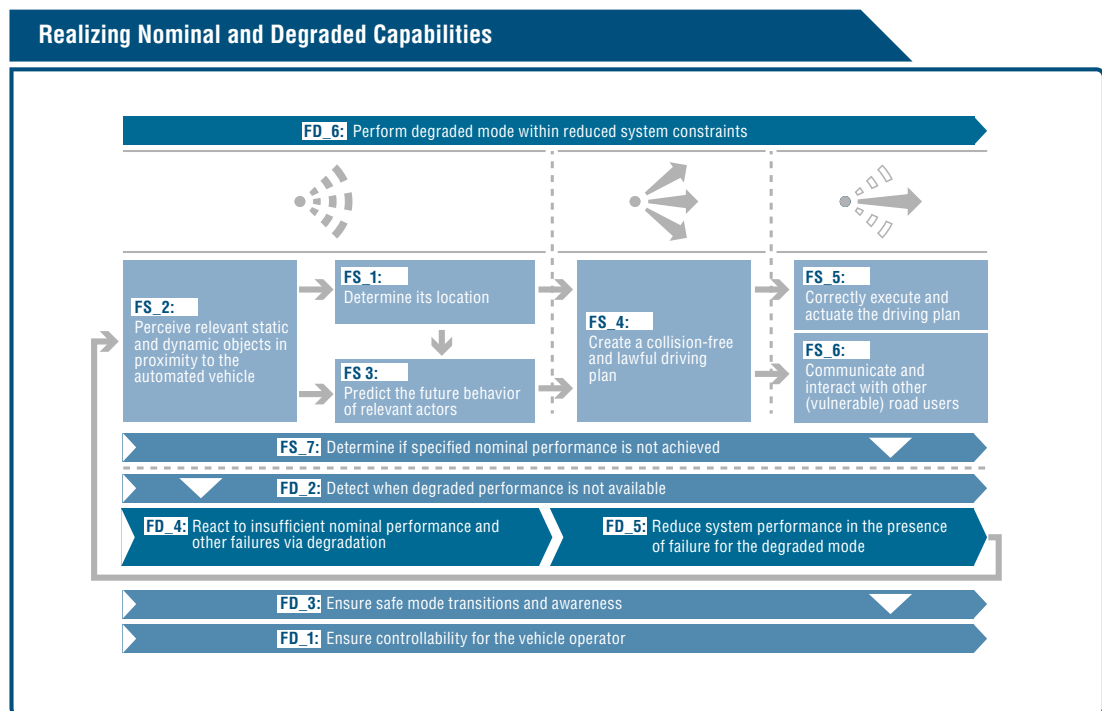 Realizing Nominal and Degraded Capabilities
FD_6: Perform degraded mode within reduced system constraints
FS_2:
Perceive relevant static
and dynamic objects in
proximity to the
automated vehicle
FS_1:
Determine its location
FS 3:
Predict the future behavior
of relevant actors
FS_4:
Create a collision-free
and lawful driving
plan
FS_5:
Correctly execute and
actuate the driving plan
FS_6:
Communicate and
interact with other
(vulnerable) road users
FS_7: Determine if specified nominal performance is not achieved
FD_2: Detect when degraded performance is not available
FD_4: React to insufficient nominal performance and
other failures via degradation
FD_5: Reduce system performance in the presence
of failure for the degraded mode
FD_3: Ensure safe mode transitions and awareness
FD_1: Ensure controllability for the vehicle operator